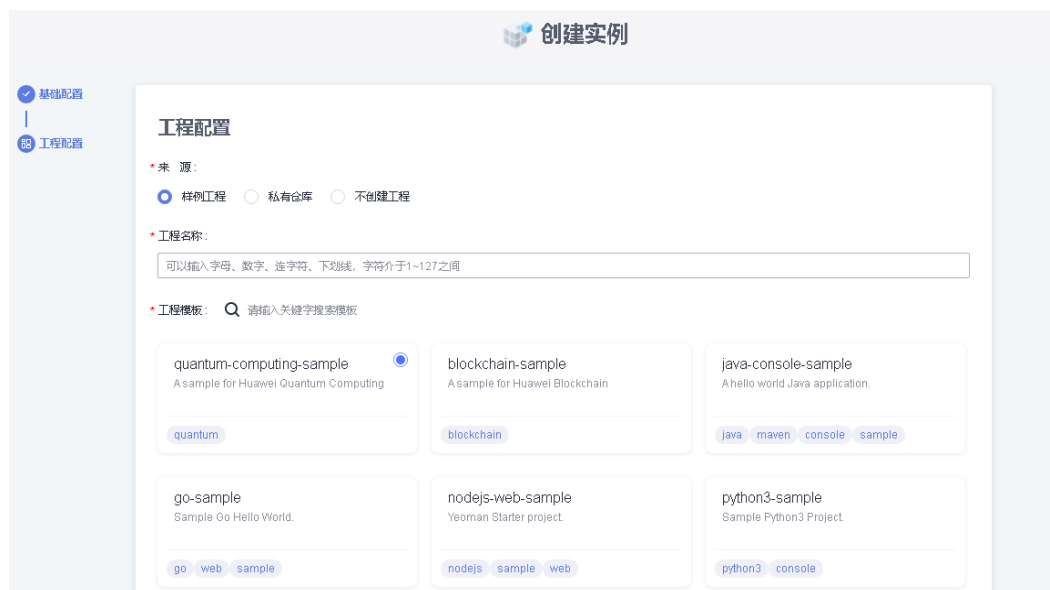 创建实例
基础配置
工程配置
工程配置
* 来 源 :
样例工程 私有仓库 不创建工程
* 工程名称 :
可以输入字母、数字、连字符、下划线, 字符介于1~127之间
* 工程模板 : 请输入关键字搜索模板
quantum-computing-sample blockchain-sample java-console-sample
A sample for Huawei Quantum Computing A sample for Huawei Blockchain A hello world Java application.
quantum blockchain java maven console sample
go-sample nodejs-web-sample python3-sample
Sample Go Hello World. Yeoman Starter project. Sample Python3 Project.
go web sample nodejs sample web python3 console